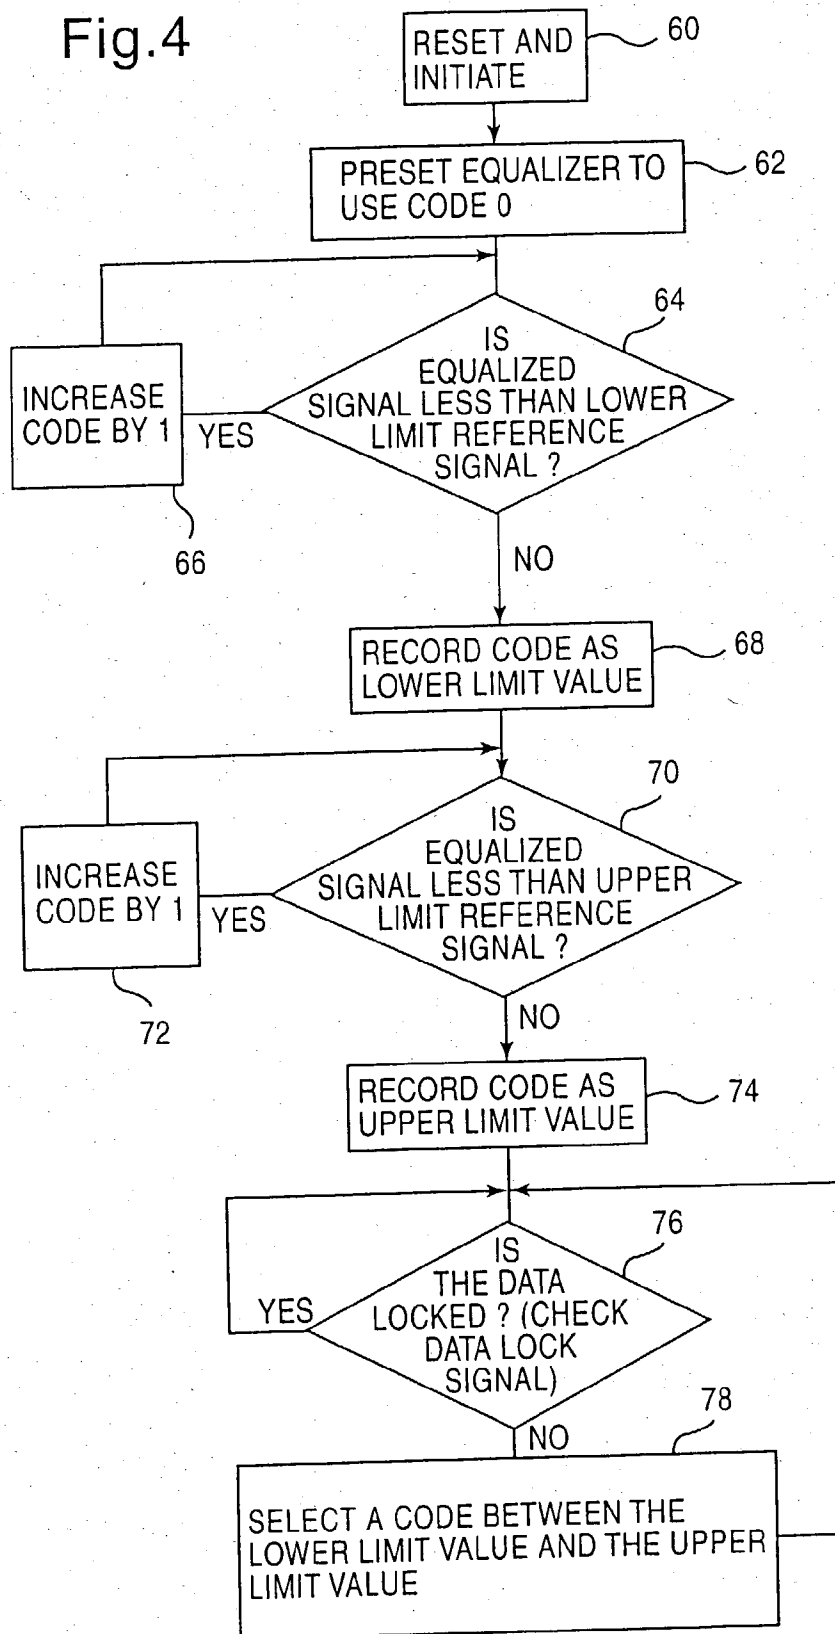 Fig.4
RESET AND
INITIATE
60
PRESET EQUALIZER TO
USE CODE 0
62
64
IS
EQUALIZED
SIGNAL LESS THAN LOWER
LIMIT REFERENCE
SIGNAL ?
INCREASE
CODE BY 1
YES
66
NO
RECORD CODE AS
LOWER LIMIT VALUE
68
70
IS
EQUALIZED
SIGNAL LESS THAN UPPER
LIMIT REFERENCE
SIGNAL ?
INCREASE
CODE BY 1
YES
72
NO
RECORD CODE AS
UPPER LIMIT VALUE
74
76
IS
THE DATA
LOCKED ? (CHECK
DATA LOCK
SIGNAL)
YES
78
NO
SELECT A CODE BETWEEN THE
LOWER LIMIT VALUE AND THE UPPER
LIMIT VALUE